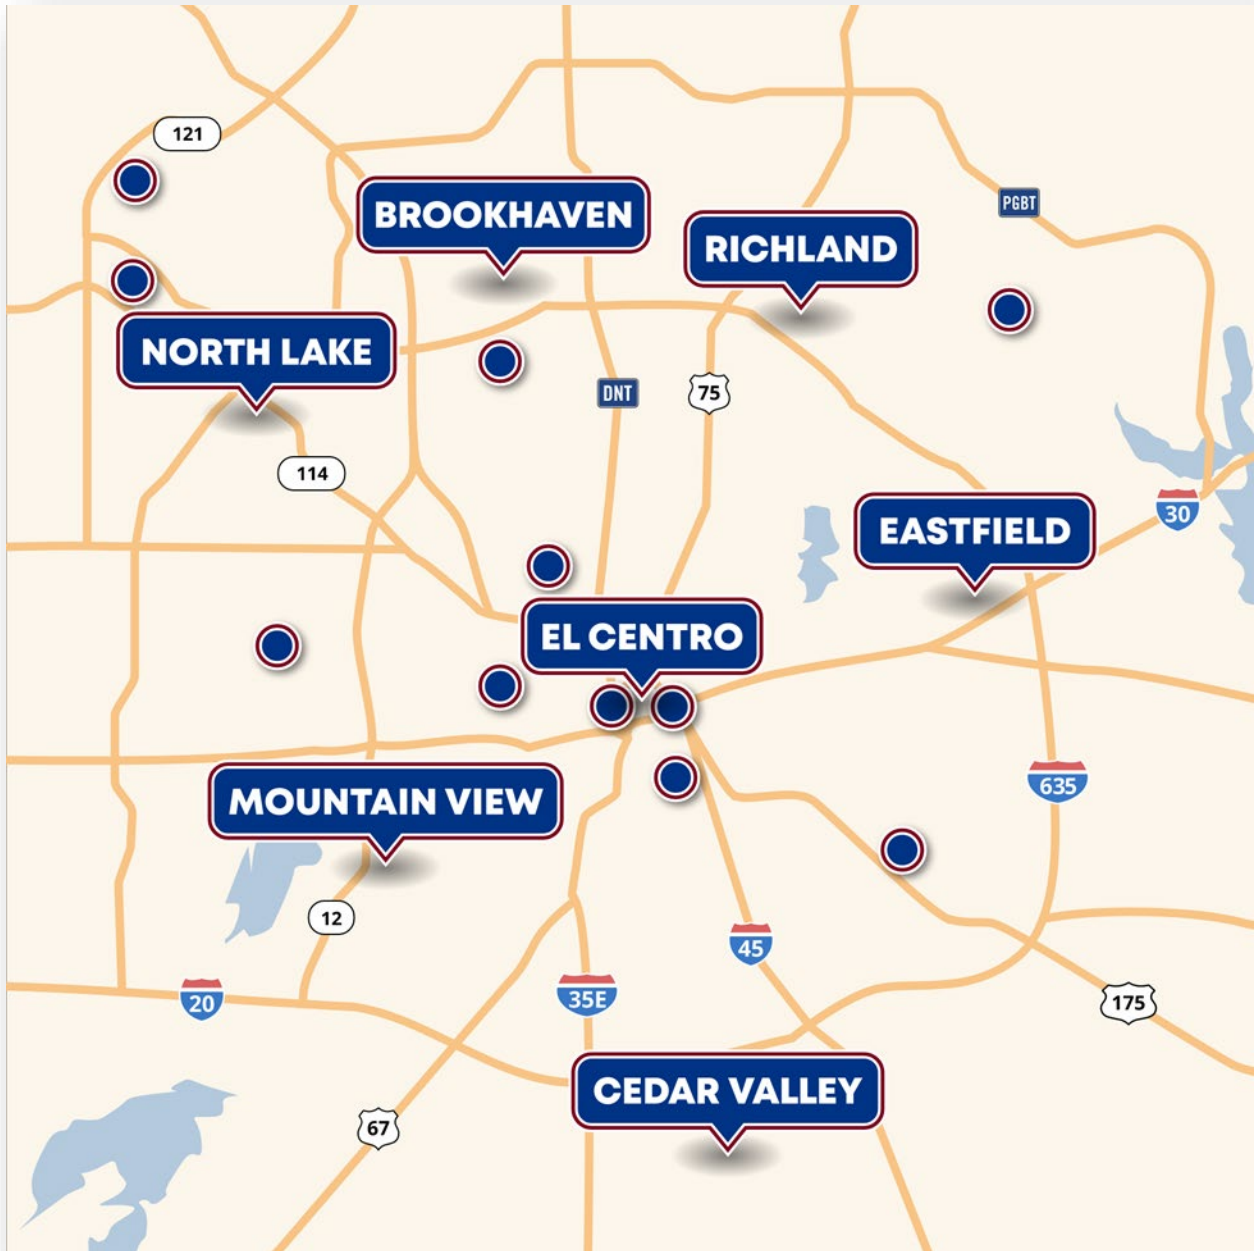 121
BROOKHAVEN
PGBT
RICHLAND
NORTH LAKE
DNT
75
114
30
EASTFIELD
EL CENTRO
635
MOUNTAIN VIEW
12
45
20
35E
175
CEDAR VALLEY
67